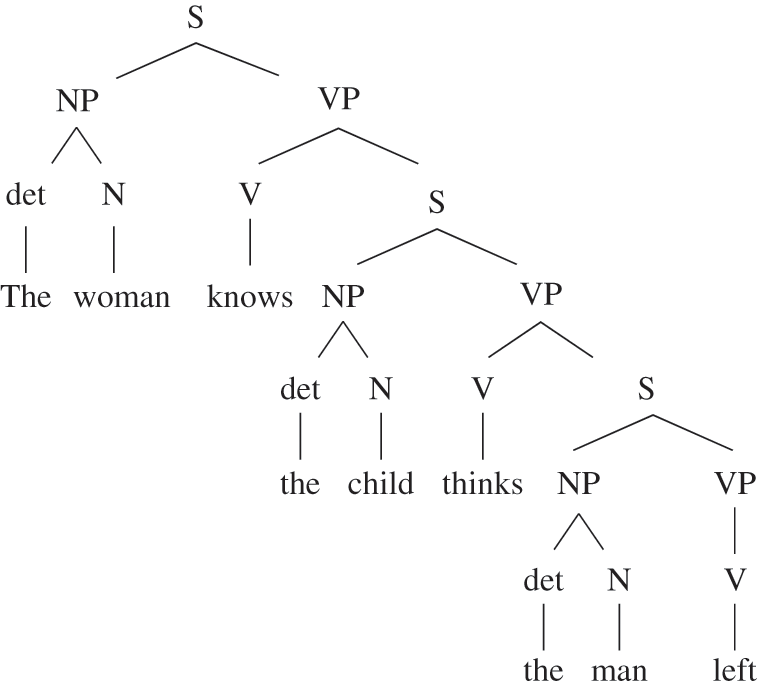 S
NP VP
det N V S
The woman knows NP VP
det N V S
the child thinks NP VP
det N V
the man left